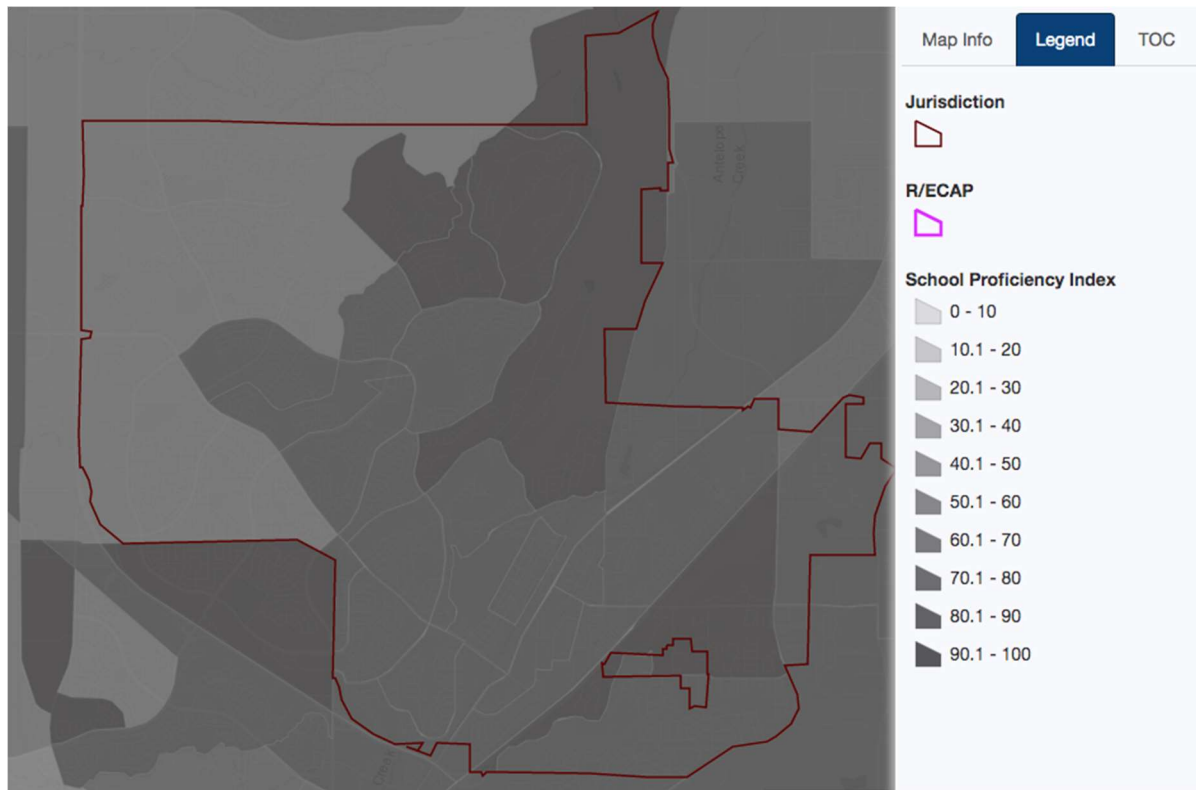 Map Info Legend TOC
Jurisdiction
R/ECAP
School Proficiency Index
0 - 10
10.1 - 20
20.1 - 30
30.1 - 40
40.1 - 50
50.1 - 60
60.1 - 70
70.1 - 80
80.1 - 90
90.1 - 100
Antelope
Creek
Creek